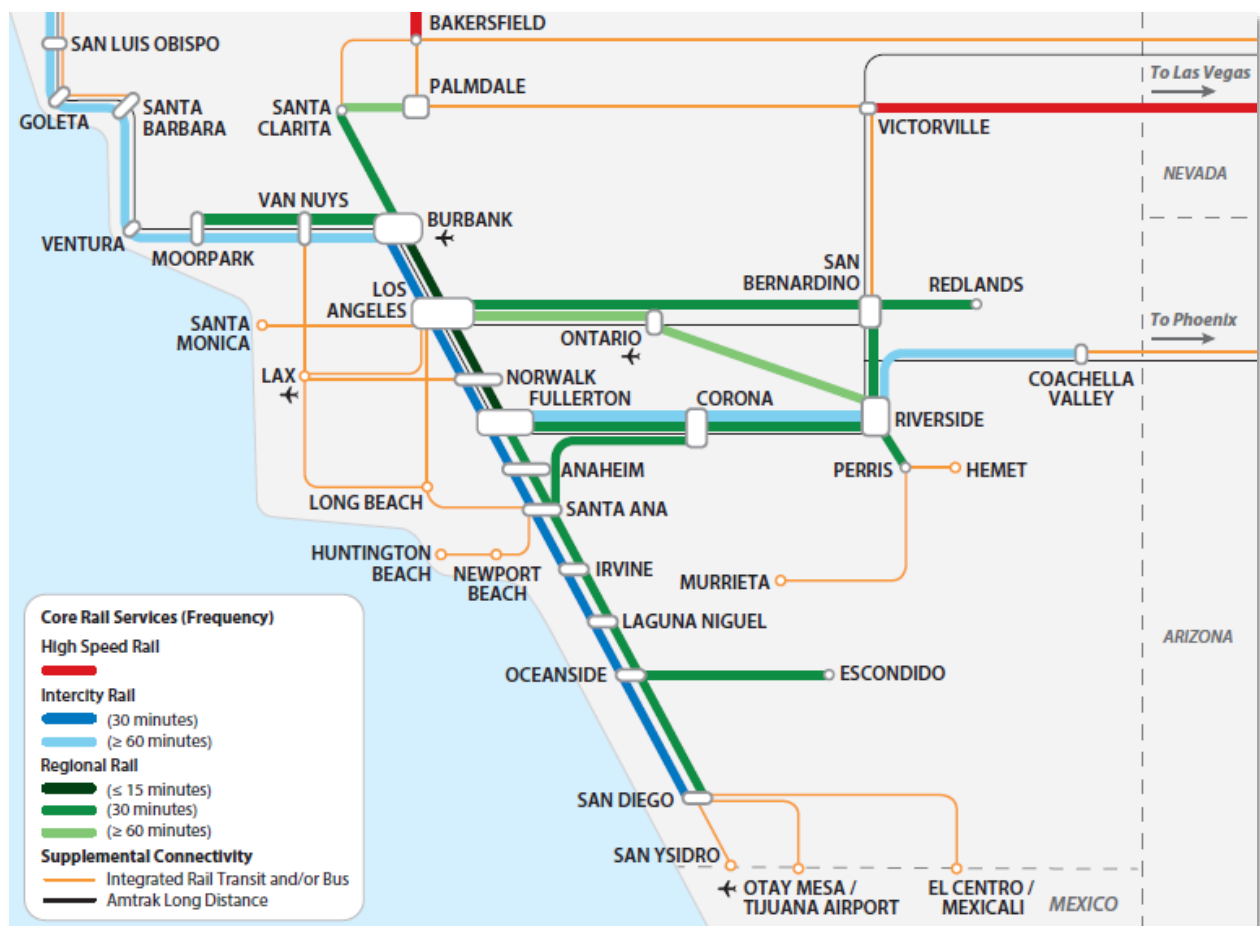 BAKERSFIELD
SAN LUIS OBISPO
To Las Vegas
PALMDALE
GOLETA
SANTA
BARBARA
SANTA
CLARITA
VICTORVILLE
NEVADA
VAN NUYS
BURBANK
VENTURA
MOORPARK
SAN
BERNARDINO
REDLANDS
LOS
ANGELES
SANTA
MONICA
ONTARIO
To Phoenix
LAX
NORWALK
COACHELLA
VALLEY
FULLERTON
CORONA
RIVERSIDE
ANAHEIM
PERRIS
HEMET
LONG BEACH
SANTA ANA
HUNTINGTON
BEACH
NEWPORT
BEACH
IRVINE
MURRIETA
LAGUNA NIGUEL
ARIZONA
OCEANSIDE
ESCONDIDO
SAN DIEGO
SAN YSIDRO
OTAY MESA /
TIJUANA AIRPORT
EL CENTRO /
MEXICALI
MEXICO
Core Rail Services (Frequency)
High Speed Rail
Intercity Rail
(30 minutes)
(≥ 60 minutes)
Regional Rail
(≤ 15 minutes)
(30 minutes)
(≥ 60 minutes)
Supplemental Connectivity
Integrated Rail Transit and/or Bus
Amtrak Long Distance